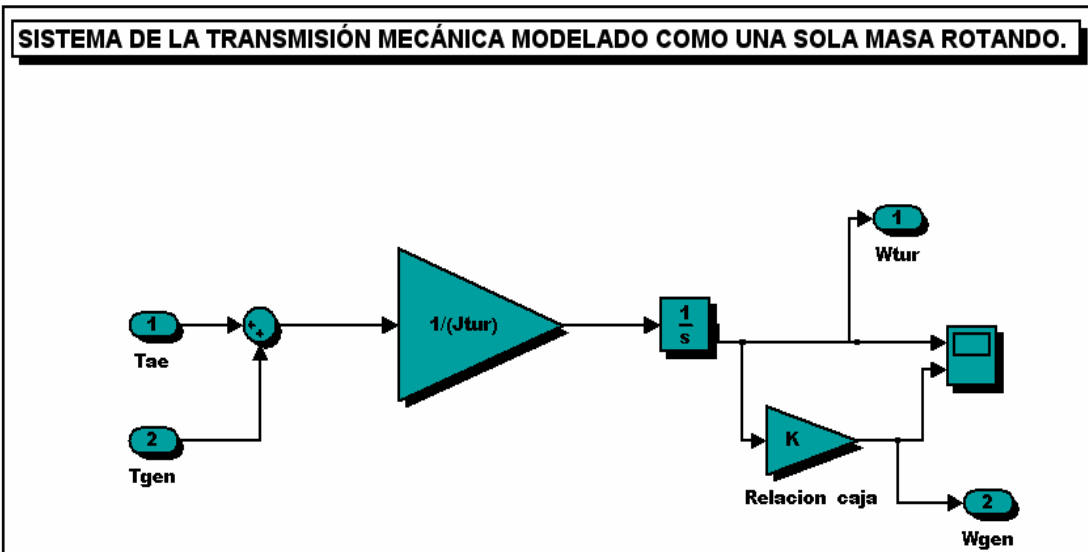 SISTEMA DE LA TRANSMISIÓN MECÁNICA MODELADO COMO UNA SOLA MASA ROTANDO.
1
Wtur
1
Tae
+
+
1/(Jtur)
1
s
2
Tgen
K
Relacion caja
2
Wgen